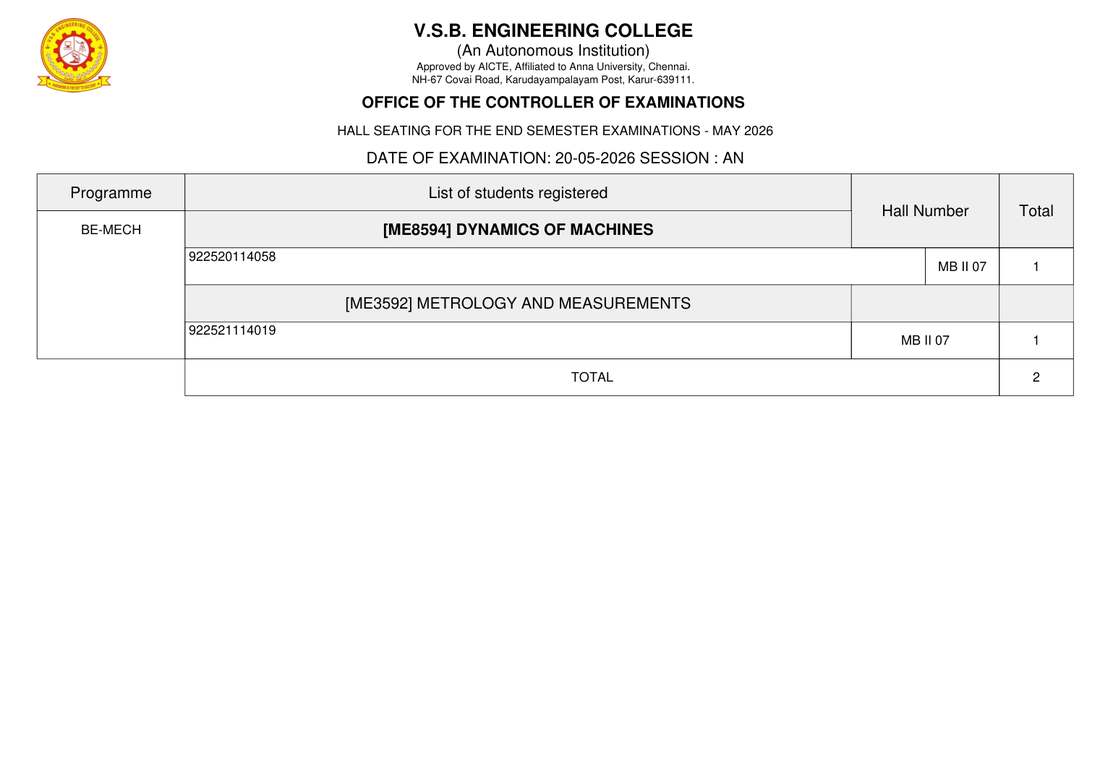 V.S.B. ENGINEERING COLLEGE
(An Autonomous Institution)
Approved by AICTE, Affiliated to Anna University, Chennai.
NH-67 Covai Road, Karudayampalayam Post, Karur-639111.
OFFICE OF THE CONTROLLER OF EXAMINATIONS
HALL SEATING FOR THE END SEMESTER EXAMINATIONS - MAY 2026
DATE OF EXAMINATION: 20-05-2026 SESSION : AN
Programme List of students registered Hall Number Total
BE-MECH [ME8594] DYNAMICS OF MACHINES
922520114058 MB II 07 1
[ME3592] METROLOGY AND MEASUREMENTS
922521114019 MB II 07 1
TOTAL 2